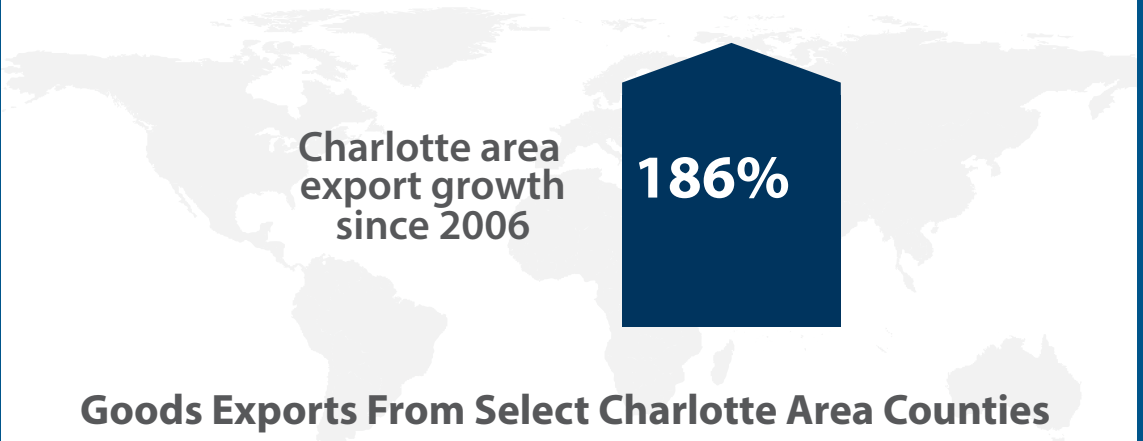 Charlotte area
export growth
since 2006
186%
Goods Exports From Select Charlotte Area Counties